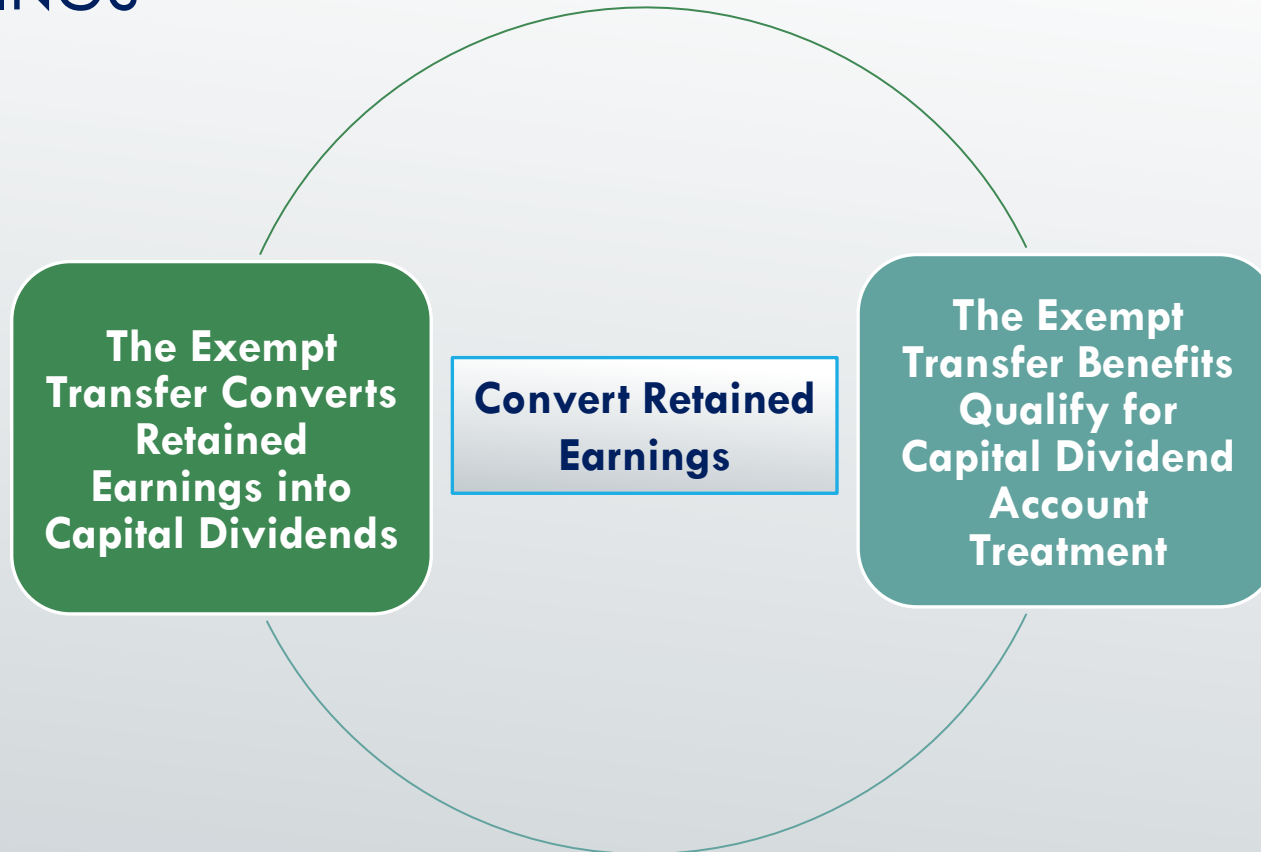 The Exempt
Transfer Converts
Retained
Earnings into
Capital Dividends
Convert Retained
Earnings
The Exempt
Transfer Benefits
Qualify for
Capital Dividend
Account
Treatment